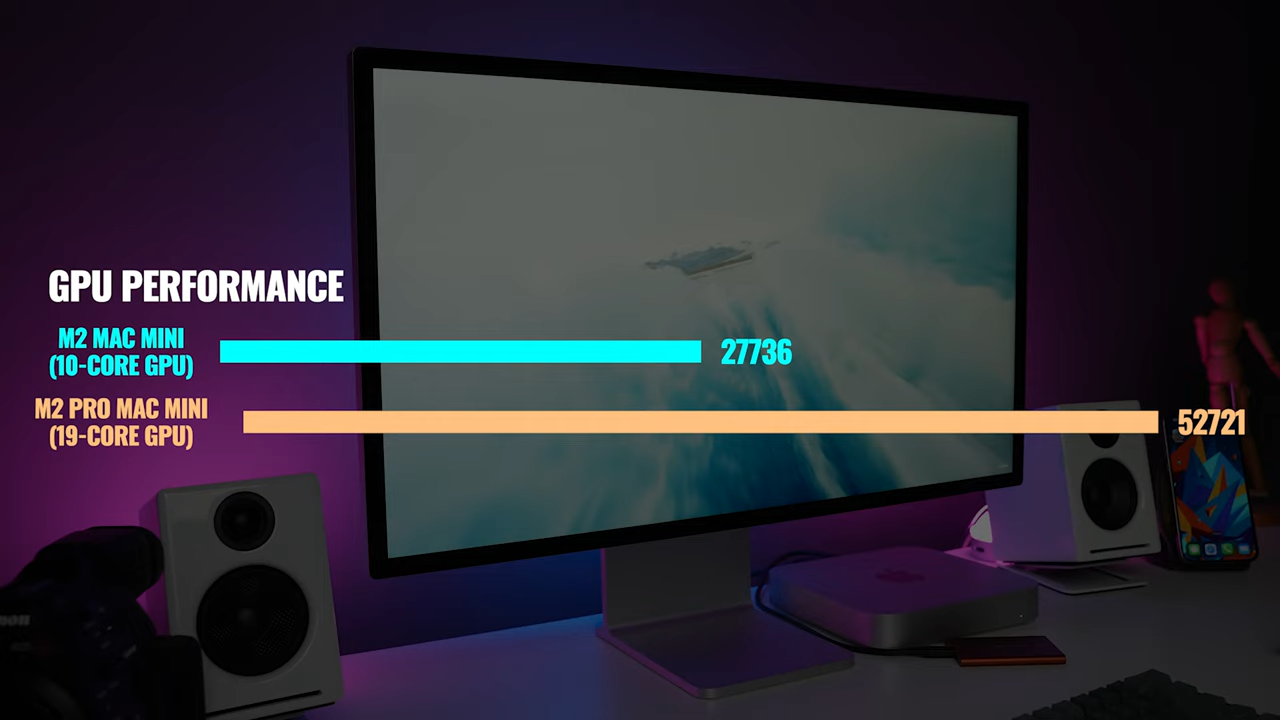 GPU PERFORMANCE
M2 MAC MINI
(10-CORE GPU)
27736
M2 PRO MAC MINI
(19-CORE GPU)
52721